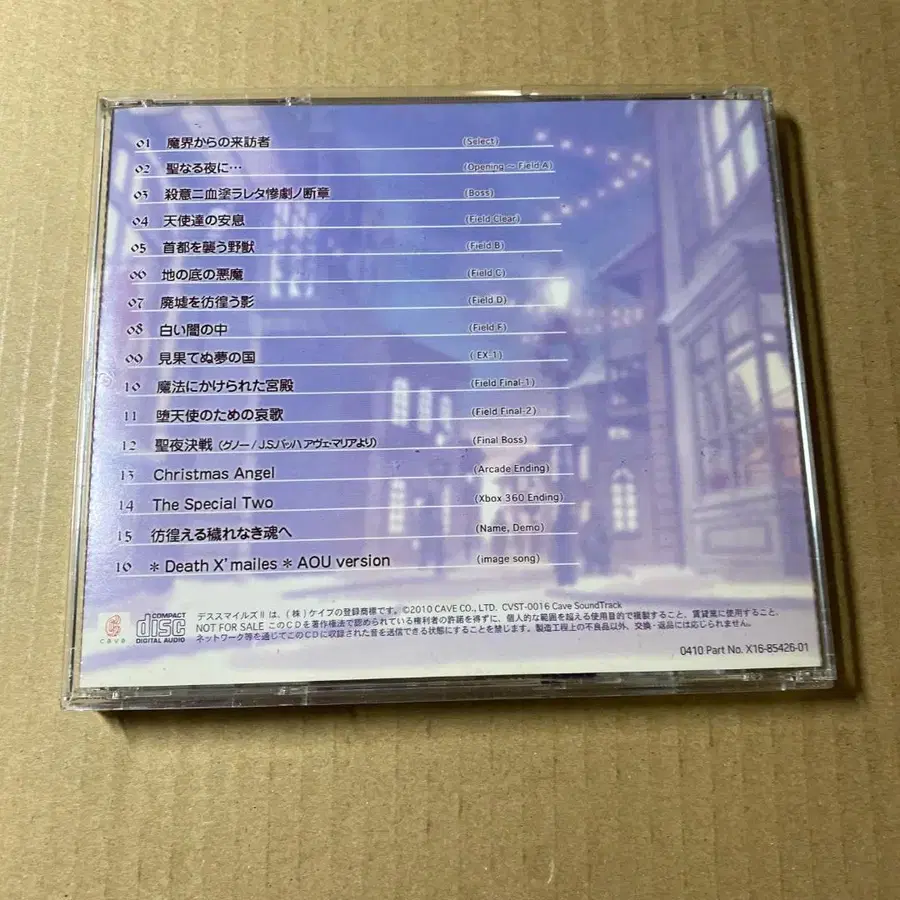 01 魔界からの来訪者 (Select)
02 聖なる夜に… (Opening ～ Field A)
03 殺意ニ血塗ラレタ惨劇ノ断章 (Boss)
04 天使達の安息 (Field Clear)
05 首都を襲う野獣 (Field B)
06 地の底の悪魔 (Field C)
07 廃墟を彷徨う影 (Field D)
08 白い闇の中 (Field F)
09 見果てぬ夢の国 (EX-1)
10 魔法にかけられた宮殿 (Field Final-1)
11 堕天使のための哀歌 (Field Final-2)
12 聖夜決戦 (グノー / J.S.バッハ アヴェ・マリアより) (Final Boss)
13 Christmas Angel (Arcade Ending)
14 The Special Two (Xbox 360 Ending)
15 彷徨える穢れなき魂へ (Name, Demo)
16 * Death X'mailes * AOU version (image song)
cave
COMPACT disc DIGITAL AUDIO
デススマイルズⅡは、(株)ケイブの登録商標です。©2010 CAVE CO., LTD. CVST-0016 Cave SoundTrack
NOT FOR SALE このCDを著作権法で認められている権利者の許諾を得ずに、個人的な範囲を超える使用目的で複製すること、賃貸業に使用すること、
ネットワーク等を通じてこのCDに収録された音を送信できる状態にすることを禁じます。製造工程上の不良品以外、交換・返品には応じられません。
0410 Part No. X16-85426-01